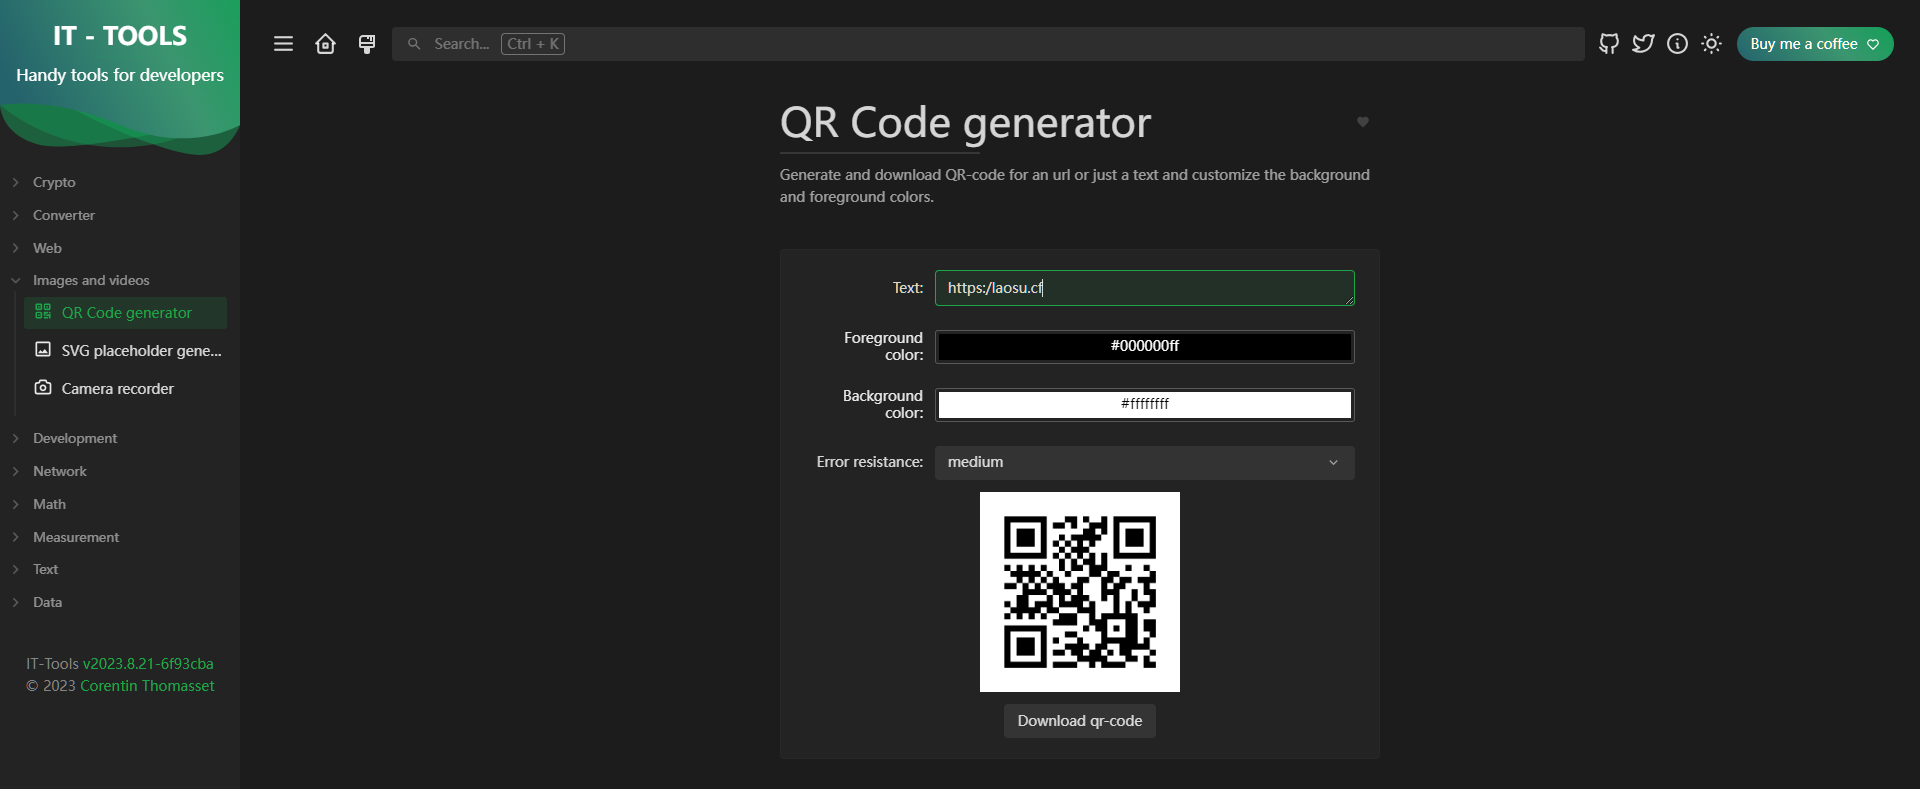 IT - TOOLS
Handy tools for developers
Crypto
Converter
Web
Images and videos
QR Code generator
SVG placeholder gene...
Camera recorder
Development
Network
Math
Measurement
Text
Data
IT-Tools v2023.8.21-6f93cba
© 2023 Corentin Thomasset
Search... Ctrl + K
Buy me a coffee
QR Code generator
Generate and download QR-code for an url or just a text and customize the background
and foreground colors.
Text: https:/laosu.cf
Foreground
color:
#000000ff
Background
color:
#ffffffff
Error resistance: medium
Download qr-code